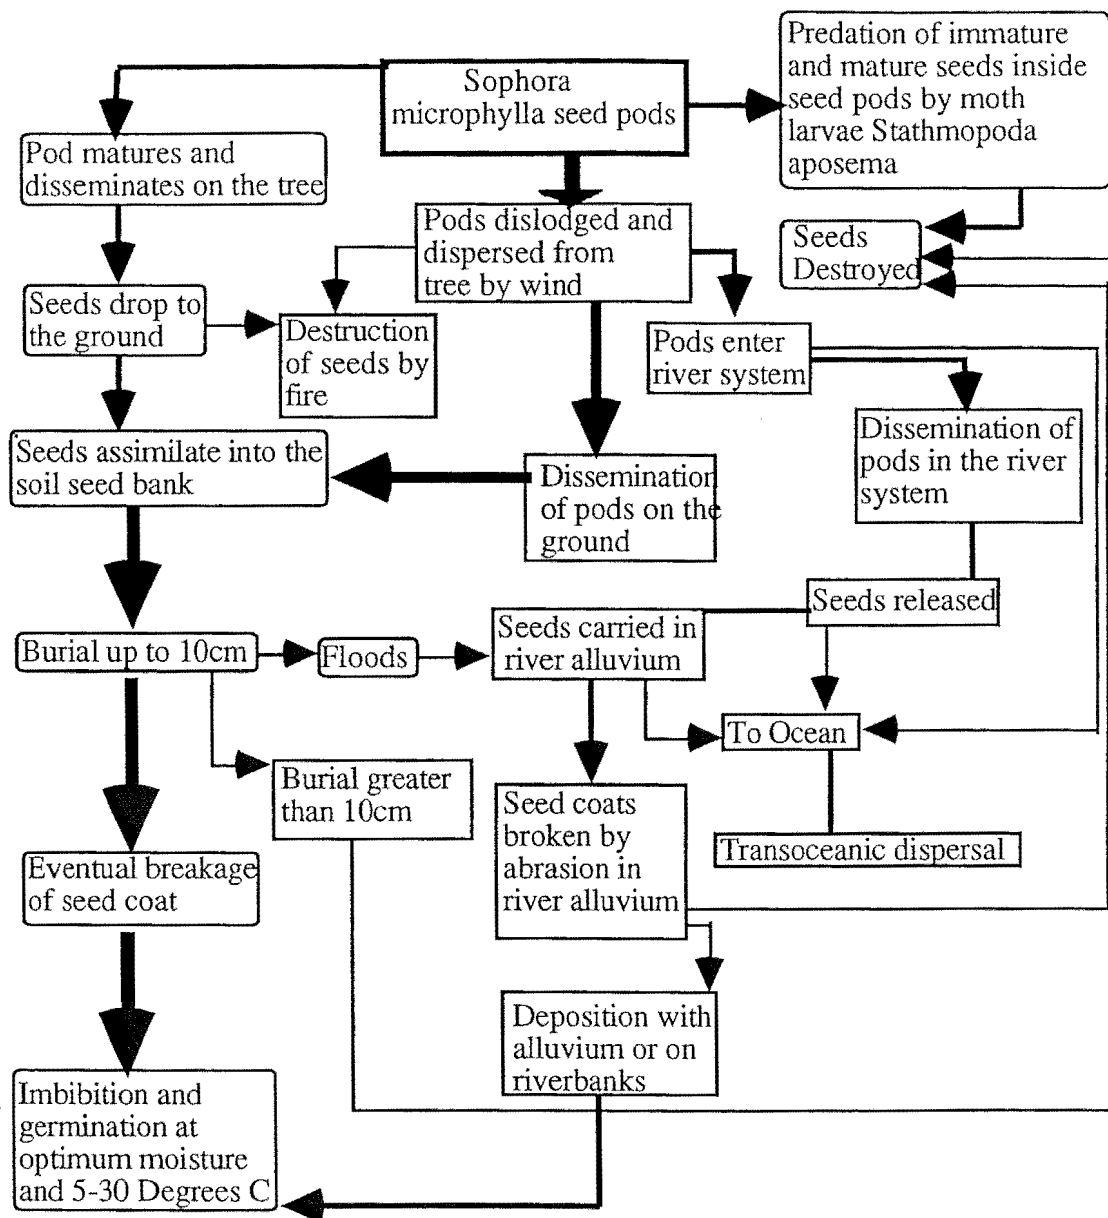 Sophora
microphylla seed pods
Predation of immature
and mature seeds inside
seed pods by moth
larvae Stathmopoda
aposema
Pod matures and
disseminates on the tree
Pods dislodged and
dispersed from
tree by wind
Seeds
Destroyed
Seeds drop to
the ground
Destruction
of seeds by
fire
Pods enter
river system
Dissemination of
pods in the river
system
Seeds assimilate into the
soil seed bank
Dissemination
of pods on the
ground
Seeds released
Burial up to 10cm
Floods
Seeds carried in
river alluvium
To Ocean
Burial greater
than 10cm
Seed coats
broken by
abrasion in
river alluvium
Transoceanic dispersal
Eventual breakage
of seed coat
Deposition with
alluvium or on
riverbanks
Imbibition and
germination at
optimum moisture
and 5-30 Degrees C